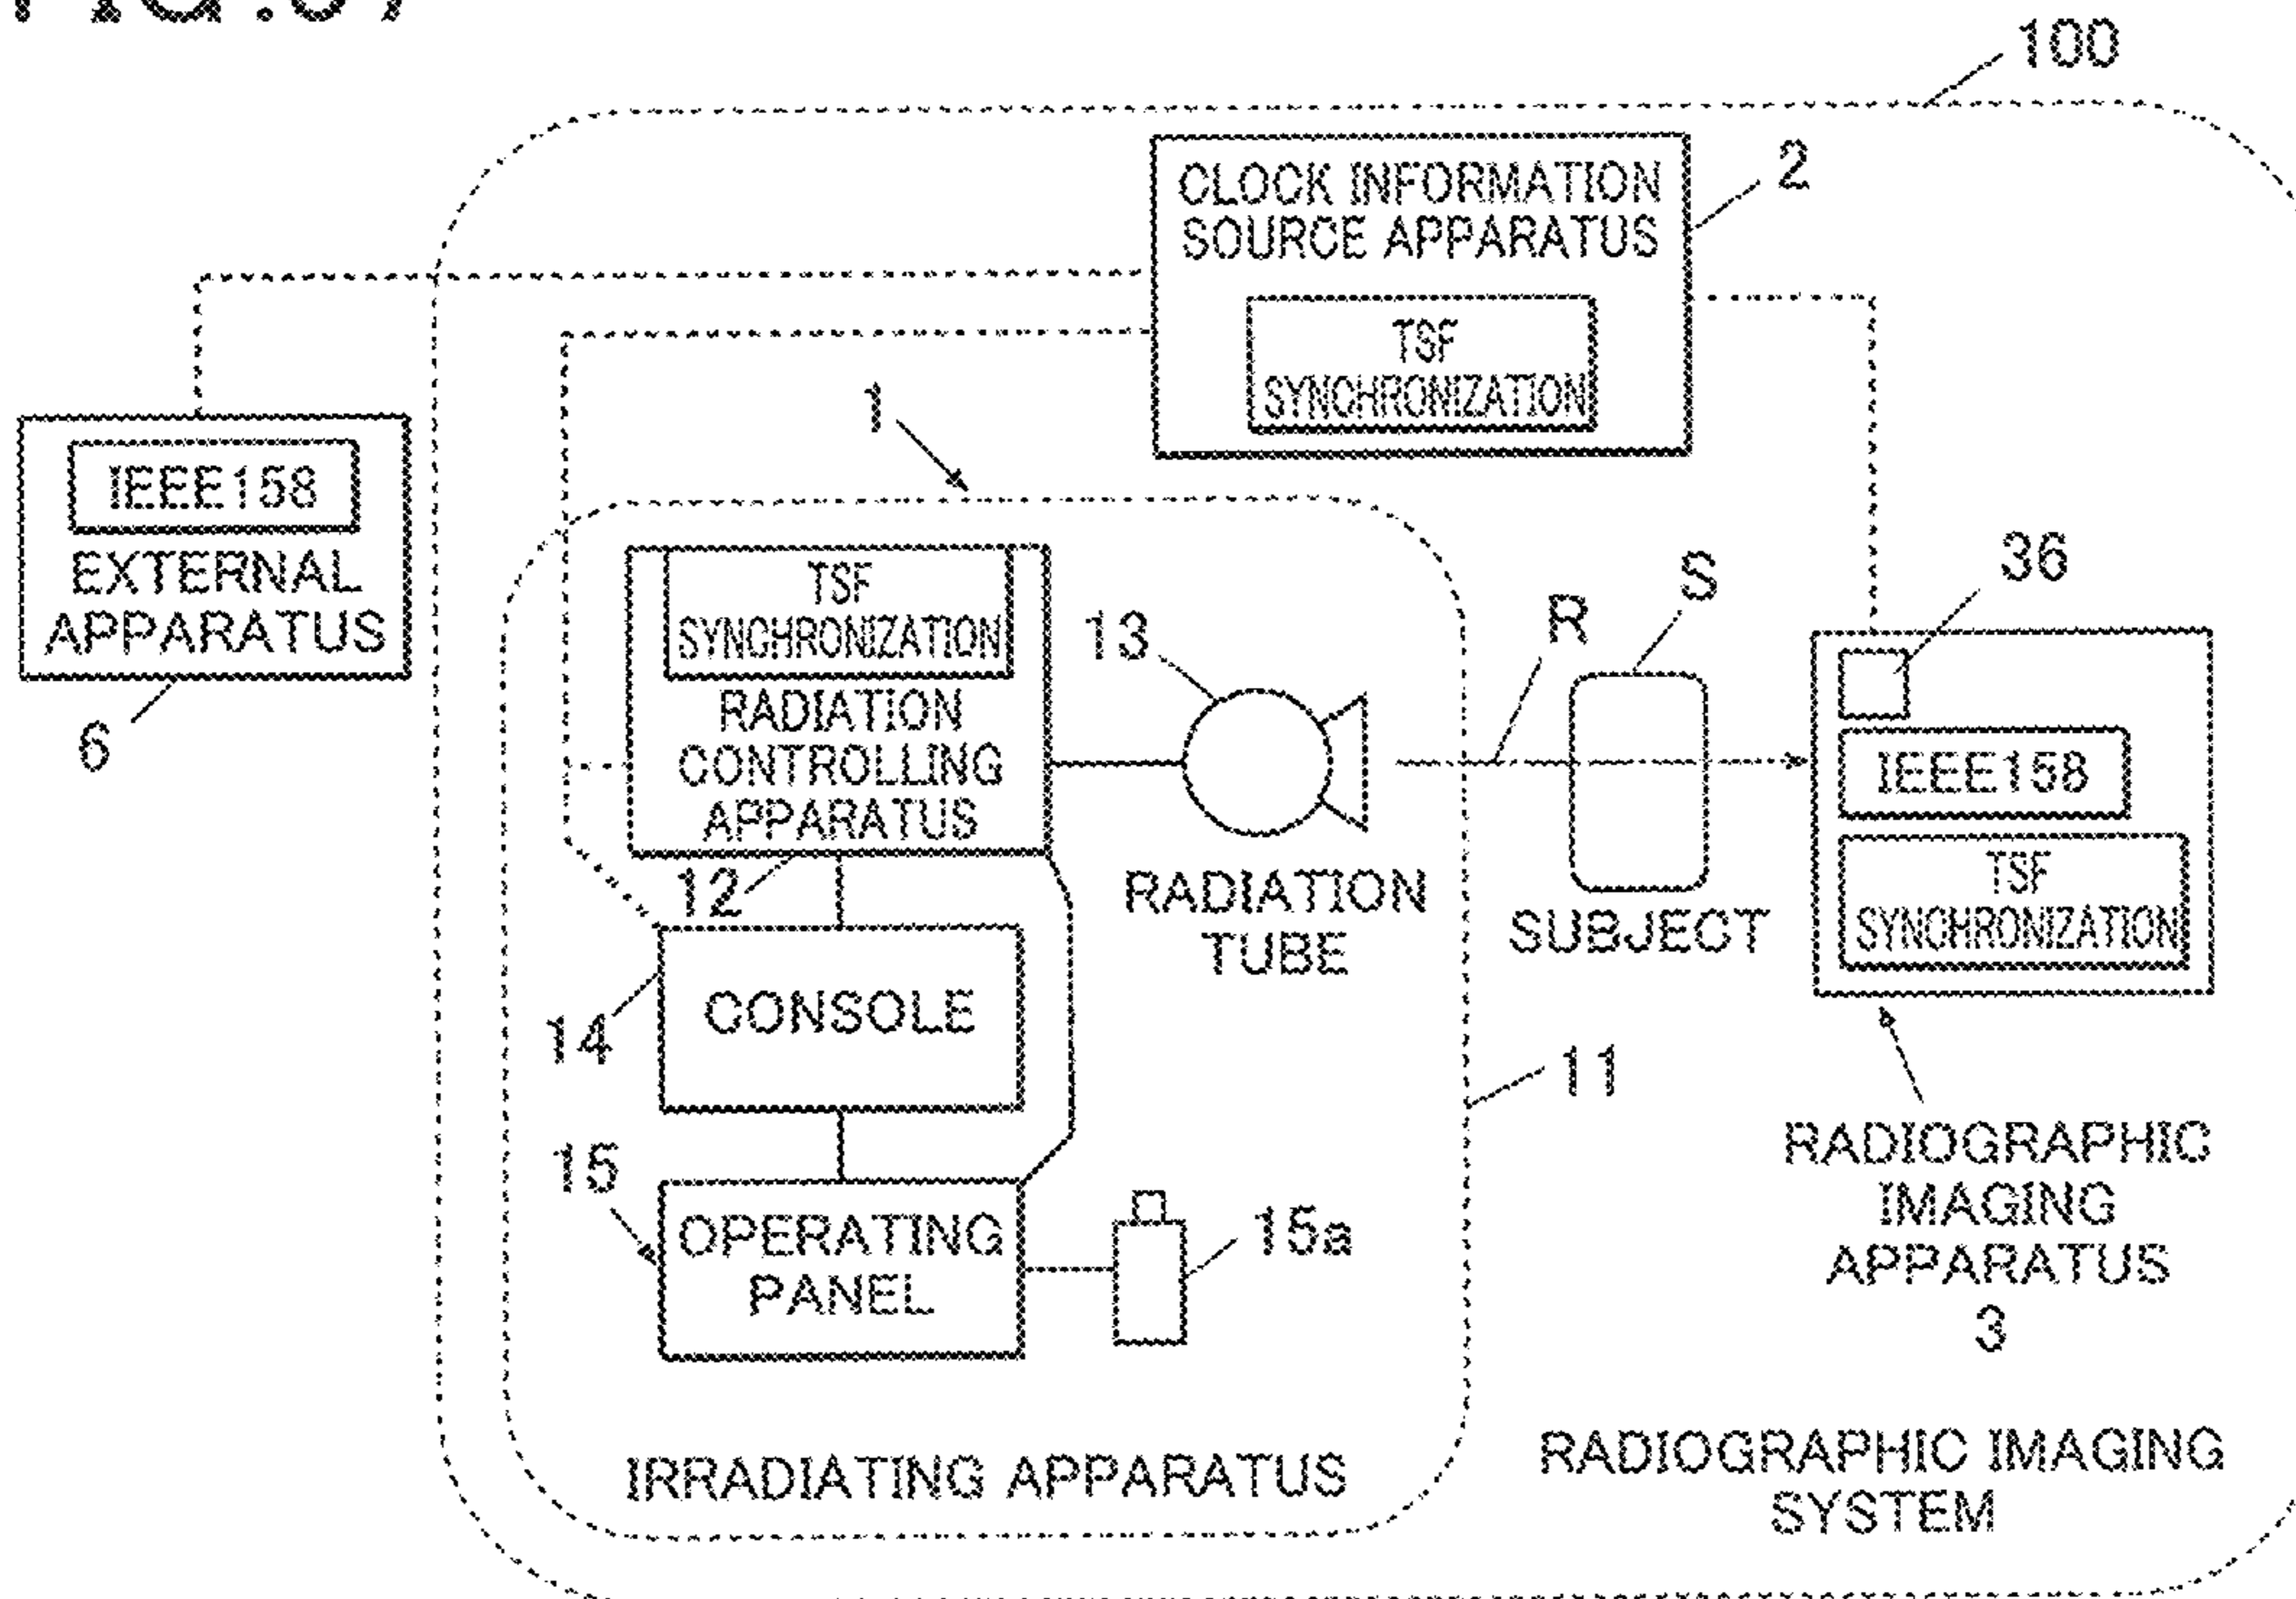 100
CLOCK INFORMATION
SOURCE APPARATUS
2
TSF
SYNCHRONIZATION
1
IEEE158
EXTERNAL
APPARATUS
6
TSF
SYNCHRONIZATION
RADIATION
CONTROLLING
APPARATUS
12
13
RADIATION
TUBE
R
S
SUBJECT
36
IEEE158
TSF
SYNCHRONIZATION
14
CONSOLE
11
15
OPERATING
PANEL
15a
RADIOGRAPHIC
IMAGING
APPARATUS
3
IRRADIATING APPARATUS
RADIOGRAPHIC IMAGING
SYSTEM